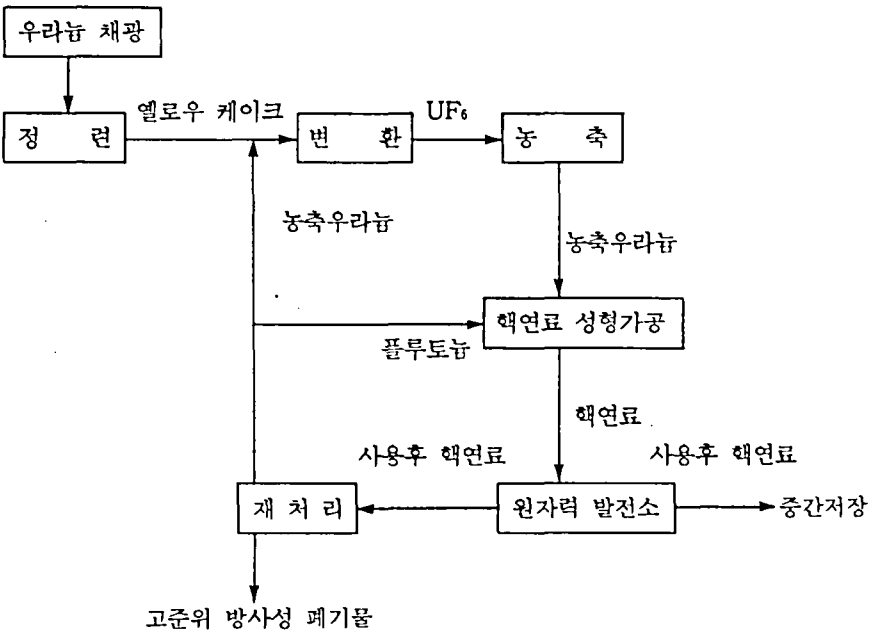 우라늄 채광
옐로우 케이크
UF₆
정 련
변 환
농 축
농축우라늄
농축우라늄
핵연료 성형가공
플루토늄
핵연료
사용후 핵연료
사용후 핵연료
재 처 리
원자력 발전소
중간저장
고준위 방사성 폐기물